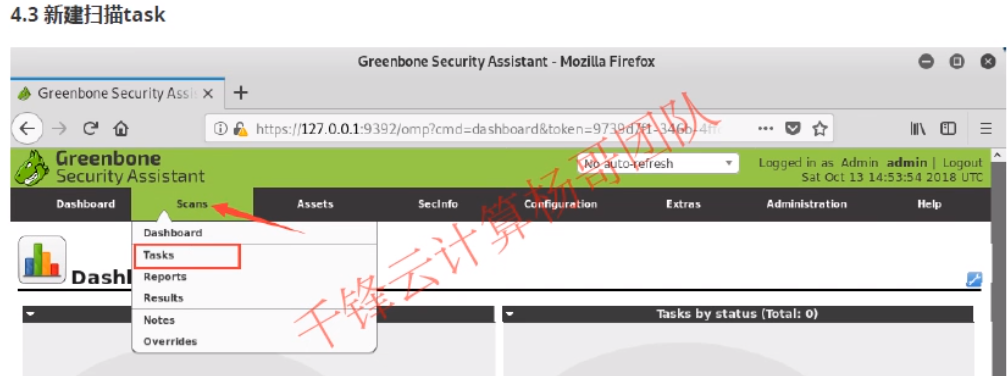 4.3 新建扫描task
Greenbone Security Assistant - Mozilla Firefox
Greenbone Security Assis
https://127.0.0.1:9392/omp?cmd=dashboard&token=9739d7f1-346b-4f
Greenbone
Security Assistant
No auto-refresh
Logged in as Admin admin | Logout
Sat Oct 13 14:53:54 2018 UTC
Dashboard Scans Assets SecInfo Configuration Extras Administration Help
Dashboard
Tasks
Reports
Results
Notes
Overrides
Dashl
Tasks by status (Total: 0)
千锋云计算杨哥团队